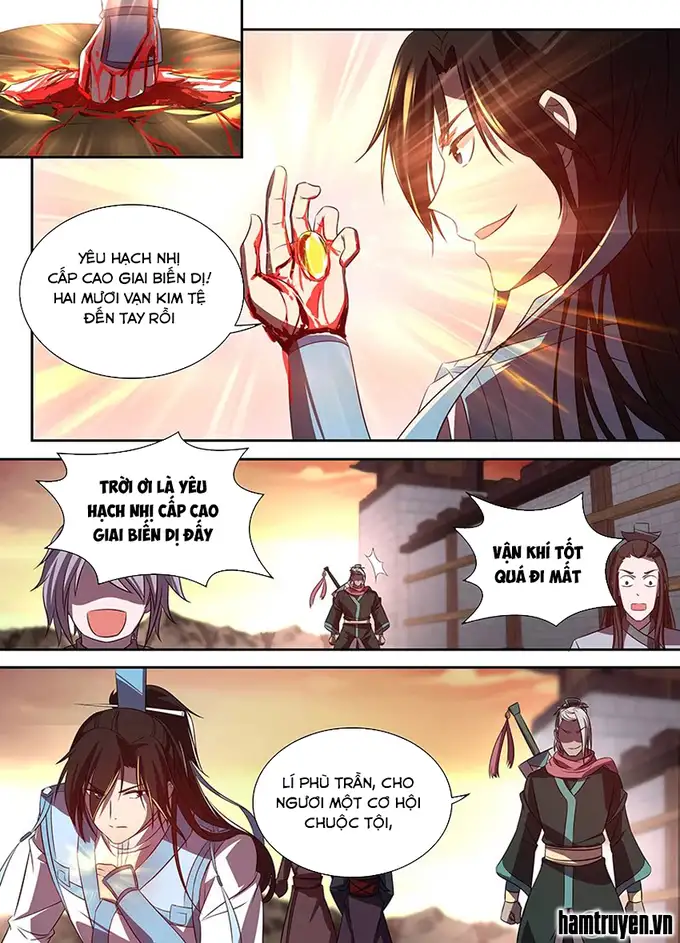 YÊU HẠCH NHỊ
CẤP CAO GIAI BIẾN DỊ!
HAI MƯƠI VẠN KIM TỆ
ĐẾN TAY RỒI
TRỜI ƠI LÀ YÊU
HẠCH NHỊ CẤP CAO
GIAI BIẾN DỊ ĐẤY
VẬN KHÍ TỐT
QUÁ ĐI MẤT
LÍ PHÙ TRẦN, CHO
NGƯƠI MỘT CƠ HỘI
CHUỘC TỘI,
hamtruyen.vn